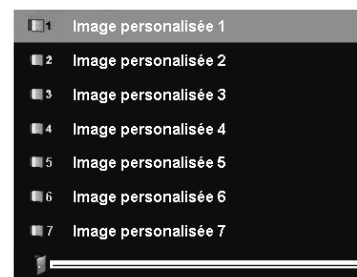 1 Image personalisée 1
2 Image personalisée 2
3 Image personalisée 3
4 Image personalisée 4
5 Image personalisée 5
6 Image personalisée 6
7 Image personalisée 7